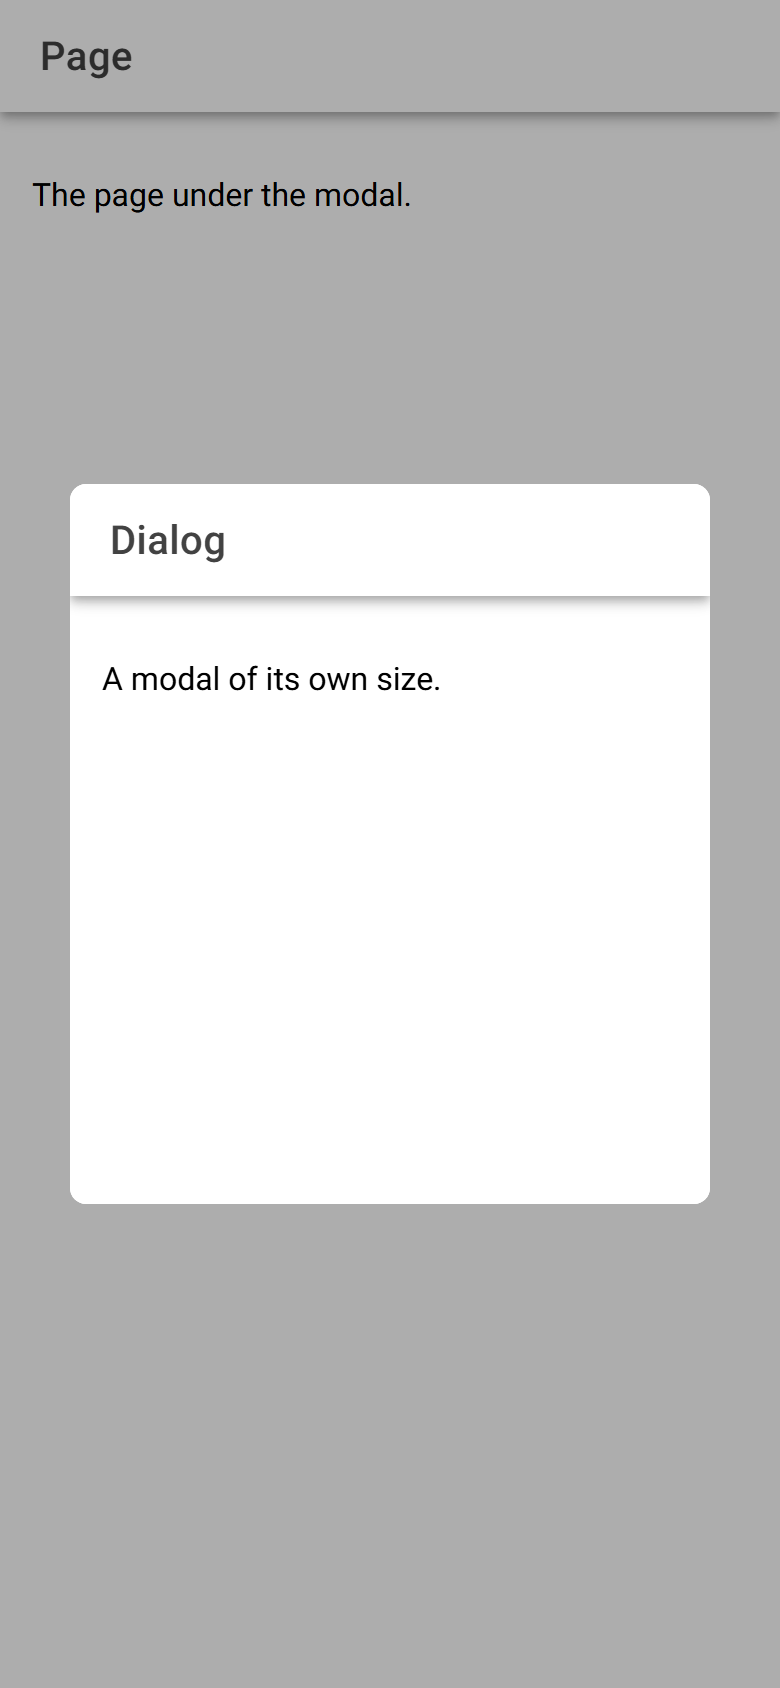 Page
The page under the modal.
Dialog
A modal of its own size.